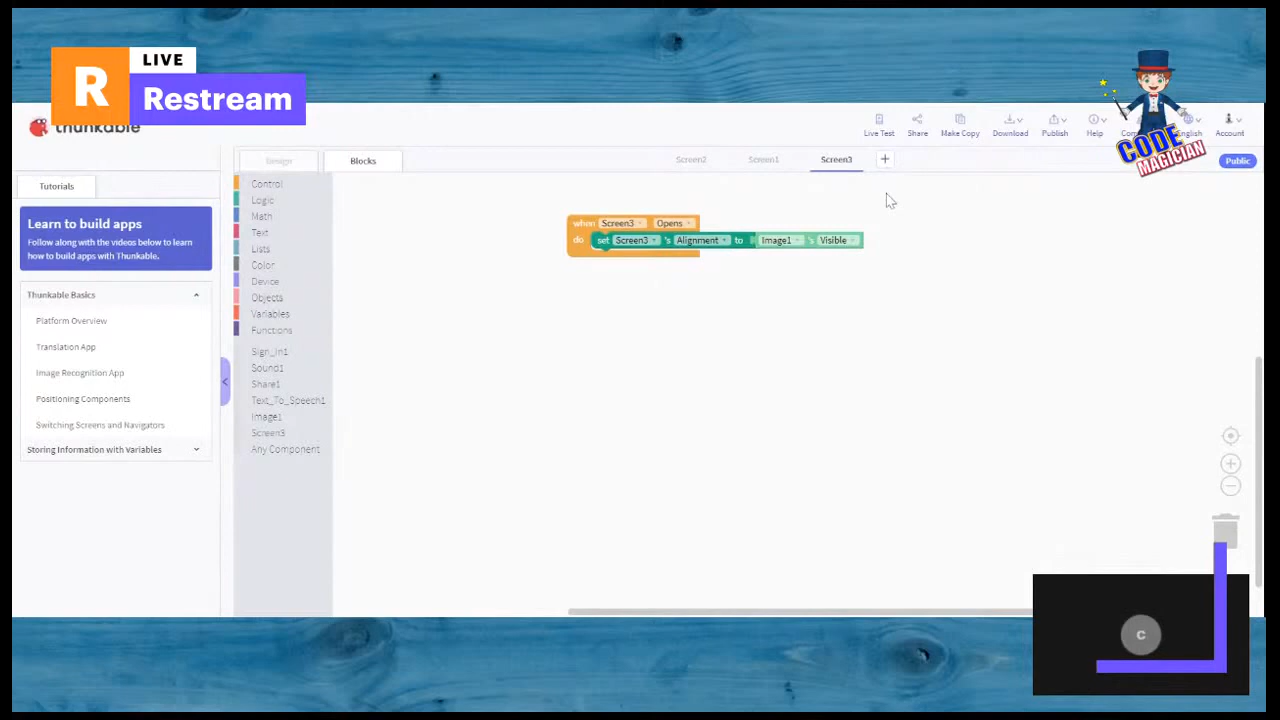 R
LIVE
Restream
thunkable
Live Test
Share
Make Copy
Download
Publish
Help
English
Account
CODE
MAGICIAN
Design
Blocks
Screen2
Screen1
Screen3
+
Public
Tutorials
Learn to build apps
Follow along with the videos below to learn
how to build apps with Thunkable.
Thunkable Basics
Platform Overview
Translation App
Image Recognition App
Positioning Components
Switching Screens and Navigators
Storing Information with Variables
Control
Logic
Math
Text
Lists
Color
Device
Objects
Variables
Functions
Sign_In1
Sound1
Share1
Text_To_Speech1
Image1
Screen3
Any Component
when Screen3 Opens
do set Screen3 's Alignment to Image1 's Visible
C